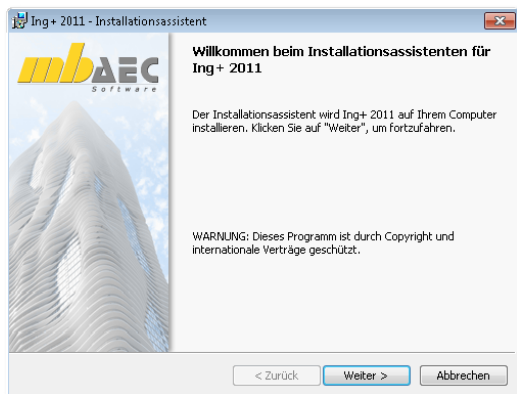 Ing+ 2011 - Installationsassistent
mbAEC
Software
Willkommen beim Installationsassistenten für
Ing+ 2011
Der Installationsassistent wird Ing+ 2011 auf Ihrem Computer
installieren. Klicken Sie auf "Weiter", um fortzufahren.
WARNUNG: Dieses Programm ist durch Copyright und
internationale Verträge geschützt.
< Zurück Weiter > Abbrechen